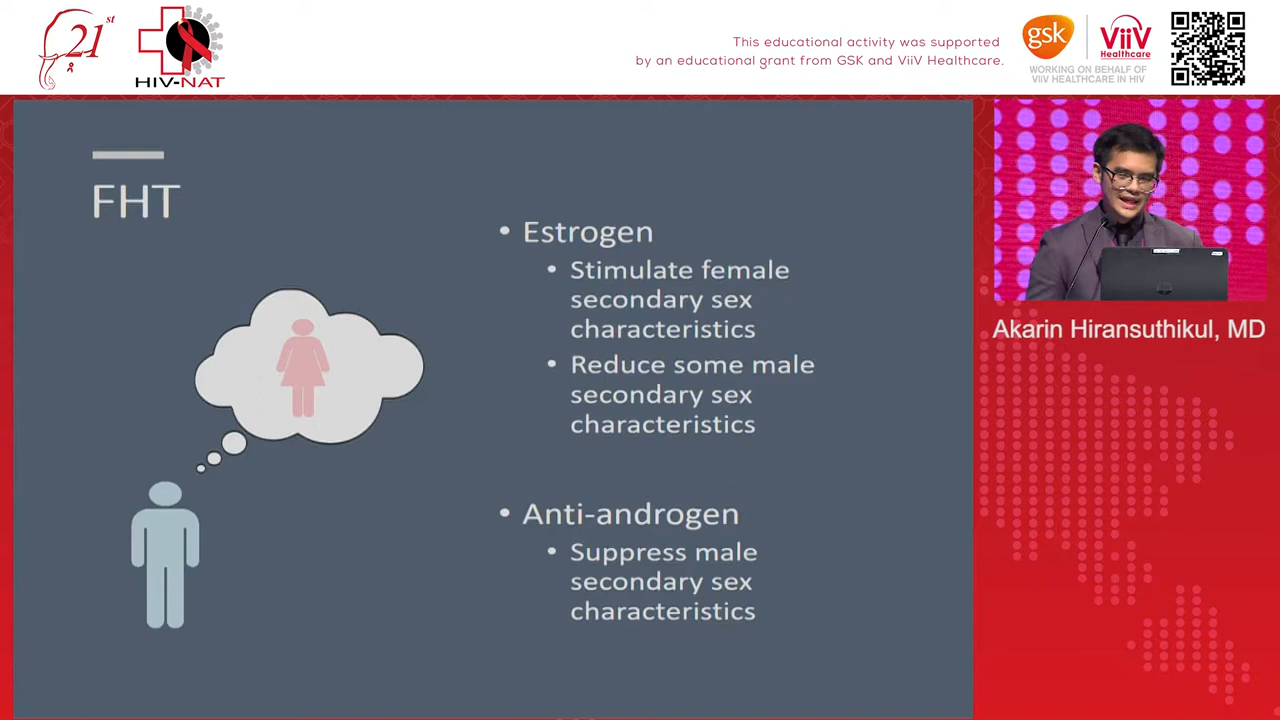 21st
HIV-NAT
This educational activity was supported
by an educational grant from GSK and ViiV Healthcare.
gsk
ViiV
Healthcare
WORKING ON BEHALF OF
ViiV HEALTHCARE IN HIV
FHT
• Estrogen
• Stimulate female
secondary sex
characteristics
• Reduce some male
secondary sex
characteristics
• Anti-androgen
• Suppress male
secondary sex
characteristics
Akarin Hiransuthikul, MD